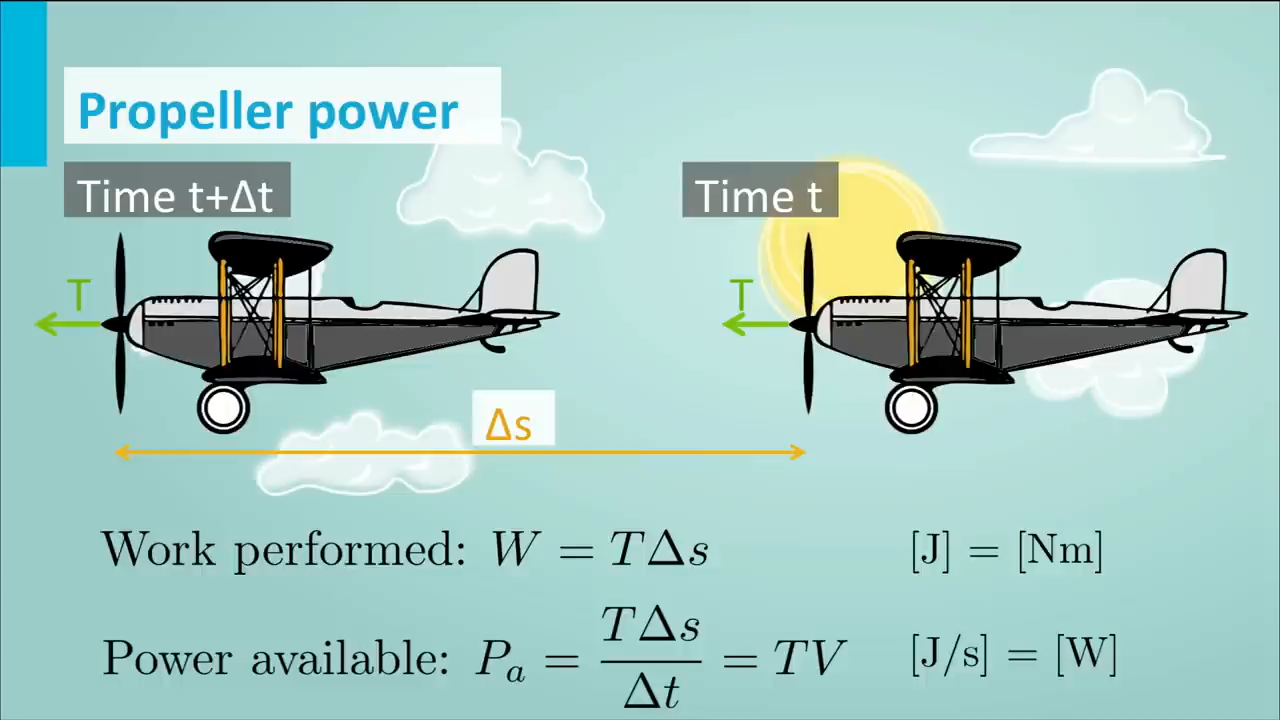 Propeller power
Time t+Δt
Time t
T
T
Δs
Work performed: W = TΔs [J] = [Nm]
Power available: Pₐ = TΔs/Δt = TV [J/s] = [W]